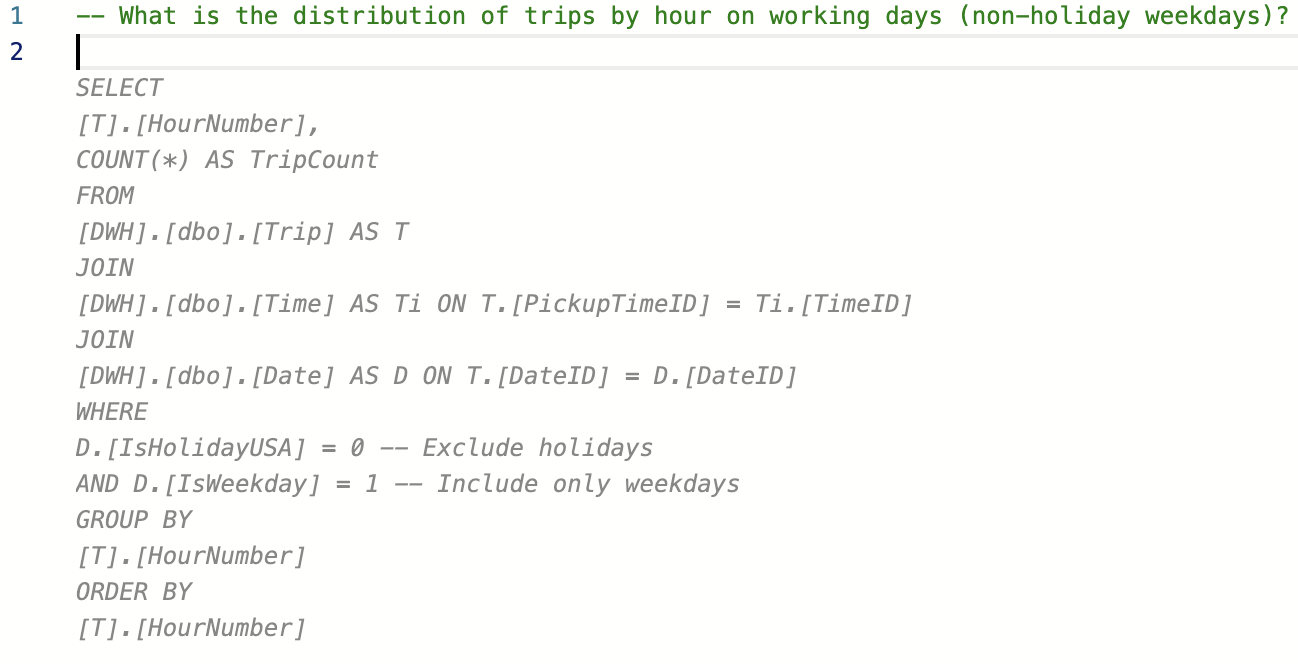 1 -- What is the distribution of trips by hour on working days (non-holiday weekdays)?
2
SELECT
[T].[HourNumber],
COUNT(*) AS TripCount
FROM
[DWH].[dbo].[Trip] AS T
JOIN
[DWH].[dbo].[Time] AS Ti ON T.[PickupTimeID] = Ti.[TimeID]
JOIN
[DWH].[dbo].[Date] AS D ON T.[DateID] = D.[DateID]
WHERE
D.[IsHolidayUSA] = 0 -- Exclude holidays
AND D.[IsWeekday] = 1 -- Include only weekdays
GROUP BY
[T].[HourNumber]
ORDER BY
[T].[HourNumber]